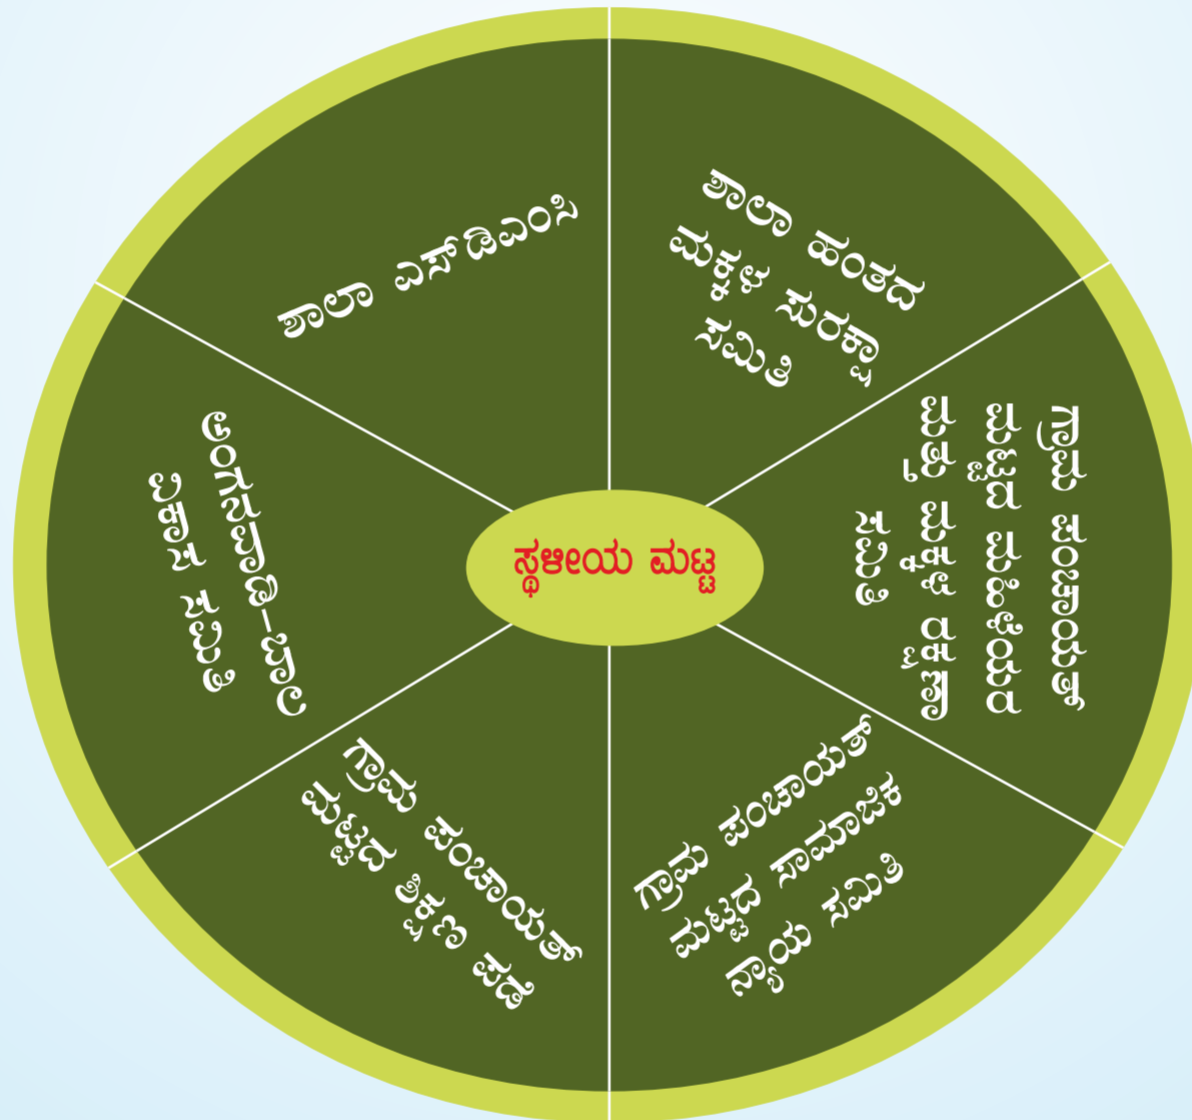 ಶಾಲಾ ಹಂತದ
ಮಕ್ಕಳ ಸುರಕ್ಷಾ
ಸಮಿತಿ
ಗ್ರಾಮ ಪಂಚಾಯತ್
ಮಟ್ಟದ ಮಹಿಳೆಯರ
ಮತ್ತು ಮಕ್ಕಳ ರಕ್ಷಣಾ
ಸಮಿತಿ
ಗ್ರಾಮ ಪಂಚಾಯತ್
ಮಟ್ಟದ ಸಾಮಾಜಿಕ
ನ್ಯಾಯ ಸಮಿತಿ
ಗ್ರಾಮ ಪಂಚಾಯತ್
ಮಟ್ಟದ ಶಿಕ್ಷಣ ಪಡೆ
ಅಂಗನವಾಡಿ-ಬಾಲ
ವಿಕಾಸ ಸಮಿತಿ
ಶಾಲಾ ಎಸ್‌ಡಿಎಂಸಿ
ಸ್ಥಳೀಯ ಮಟ್ಟ